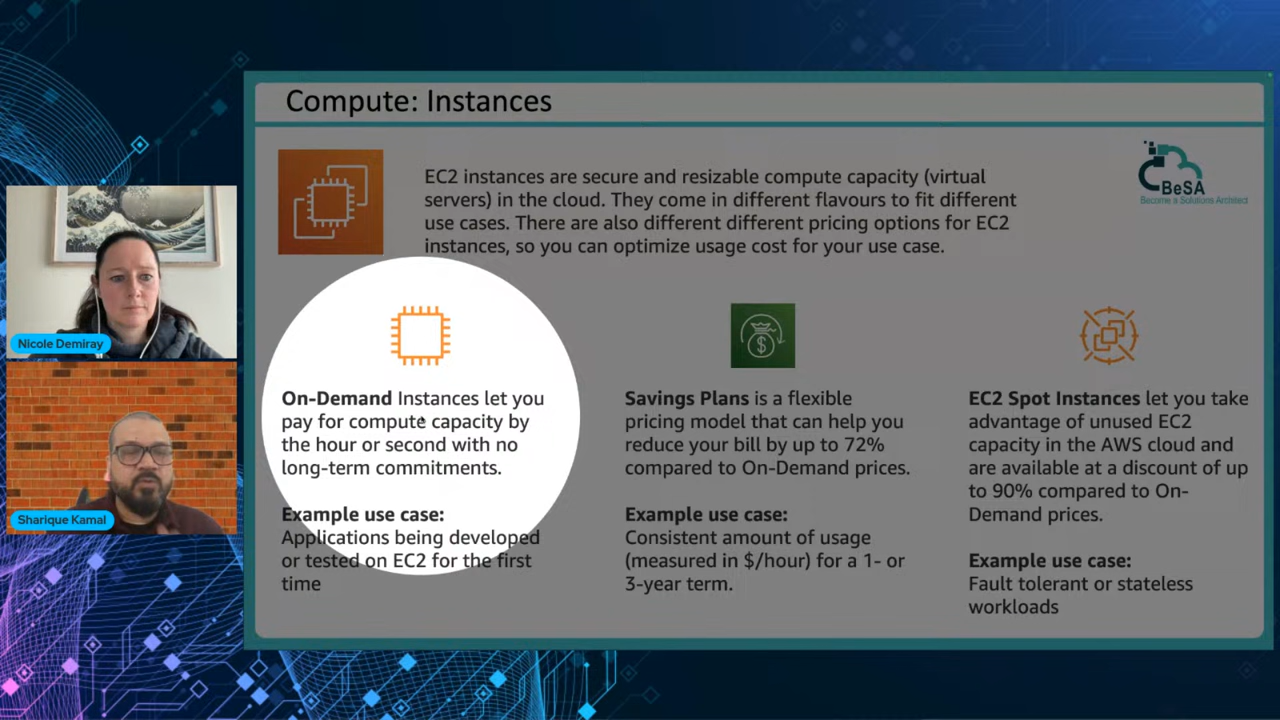 Compute: Instances
EC2 instances are secure and resizable compute capacity (virtual
servers) in the cloud. They come in different flavours to fit different
use cases. There are also different different pricing options for EC2
instances, so you can optimize usage cost for your use case.
CBeSA
Become a Solutions Architect
On-Demand Instances let you
pay for compute capacity by
the hour or second with no
long-term commitments.
Example use case:
Applications being developed
or tested on EC2 for the first
time
Savings Plans is a flexible
pricing model that can help you
reduce your bill by up to 72%
compared to On-Demand prices.
Example use case:
Consistent amount of usage
(measured in $/hour) for a 1- or
3-year term.
EC2 Spot Instances let you take
advantage of unused EC2
capacity in the AWS cloud and
are available at a discount of up
to 90% compared to On-
Demand prices.
Example use case:
Fault tolerant or stateless
workloads
Nicole Demiray
Sharique Kamal